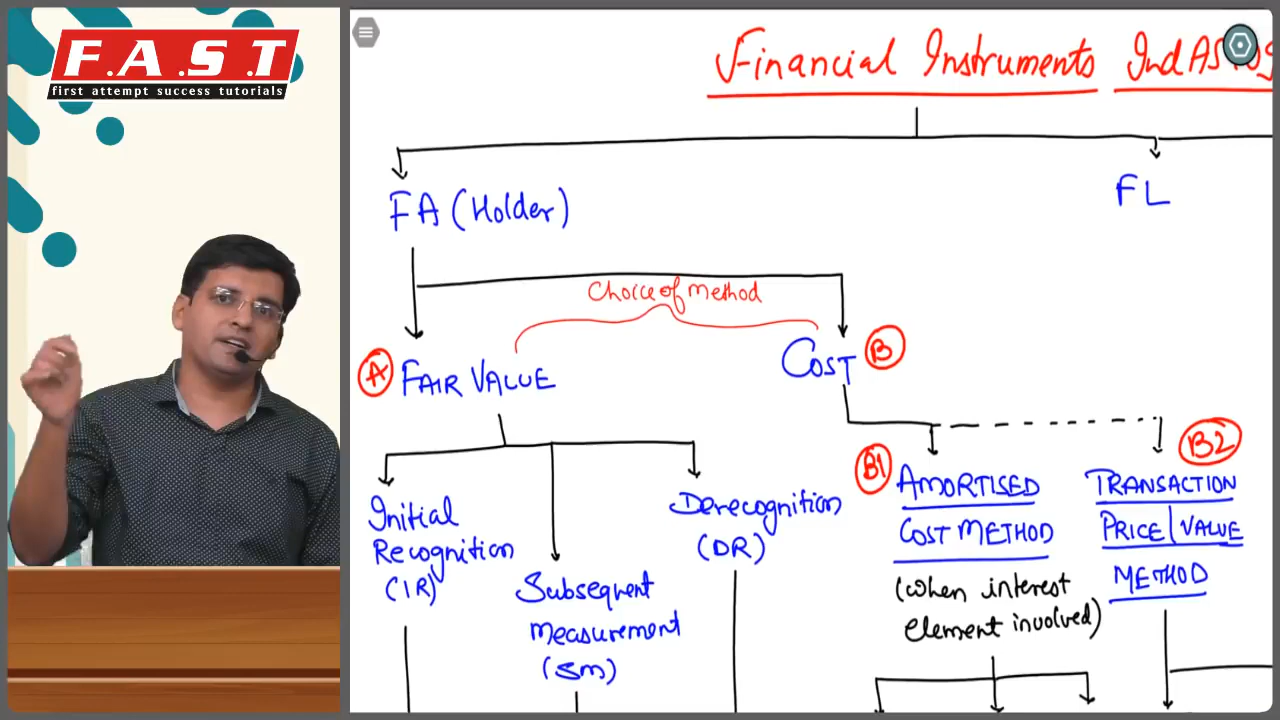 F.A.S.T
first attempt success tutorials
Financial Instruments IndAS 109
FA (Holder)
FL
Choice of Method
A FAIR VALUE
COST B
Initial
Recognition
(IR)
Subsequent
measurement
(SM)
Derecognition
(DR)
B1 AMORTISED
COST METHOD
(when interest
element involved)
B2
TRANSACTION
PRICE/VALUE
METHOD